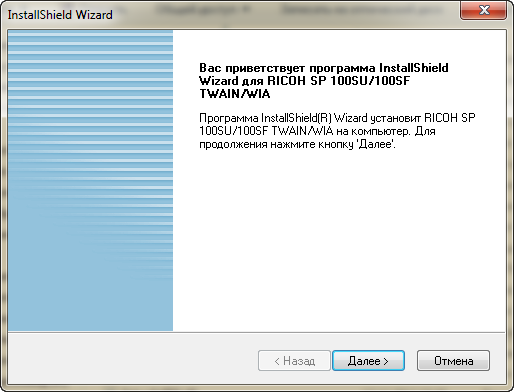 InstallShield Wizard
Вас приветствует программа InstallShield
Wizard для RICOH SP 100SU/100SF
TWAIN/WIA
Программа InstallShield(R) Wizard установит RICOH SP
100SU/100SF TWAIN/WIA на компьютер. Для
продолжения нажмите кнопку 'Далее'.
< Назад
Далее >
Отмена